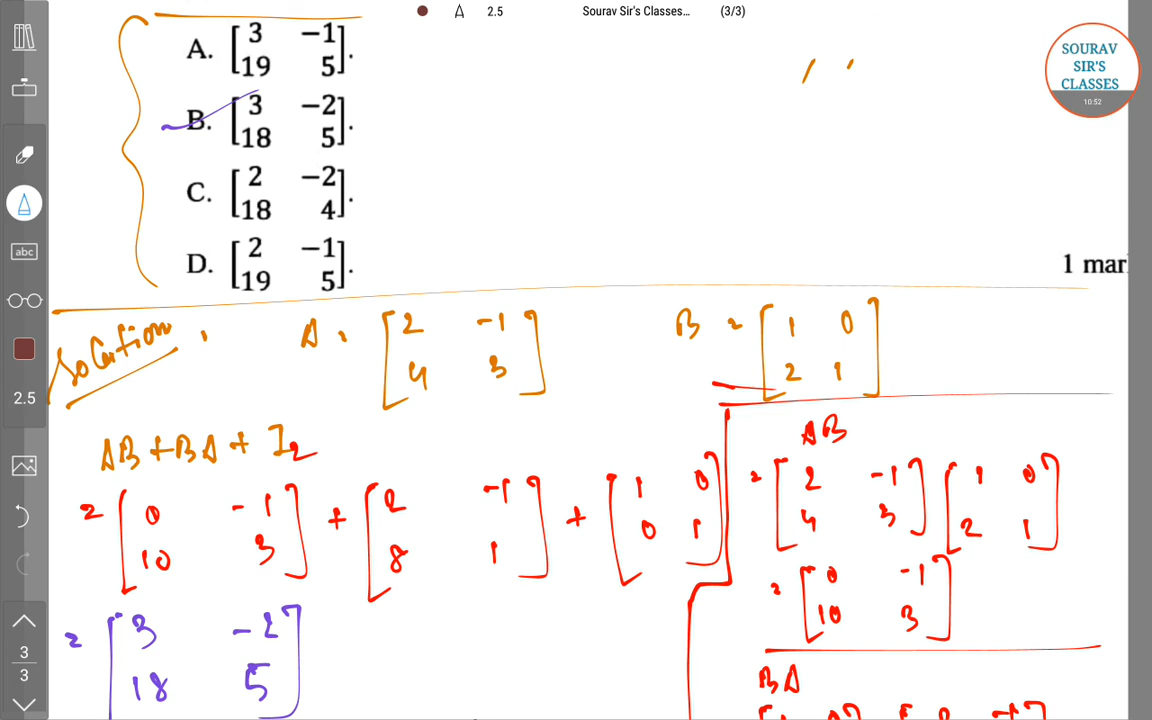 2.5 Sourav Sir's Classes... (3/3)
SOURAV
SIR'S
CLASSES
10:52
A. [3 -1
19 5].
B. [3 -2
18 5].
C. [2 -2
18 4].
D. [2 -1
19 5].
1 mar
abc
2.5
3
3
Solution :
A = [2 -1
4 3]
B = [1 0
2 1]
AB + BA + I2
= [0 -1
10 3] + [2 -1
8 1] + [1 0
0 1]
= [3 -2
18 5]
AB
= [2 -1
4 3] [1 0
2 1]
= [0 -1
10 3]
BA